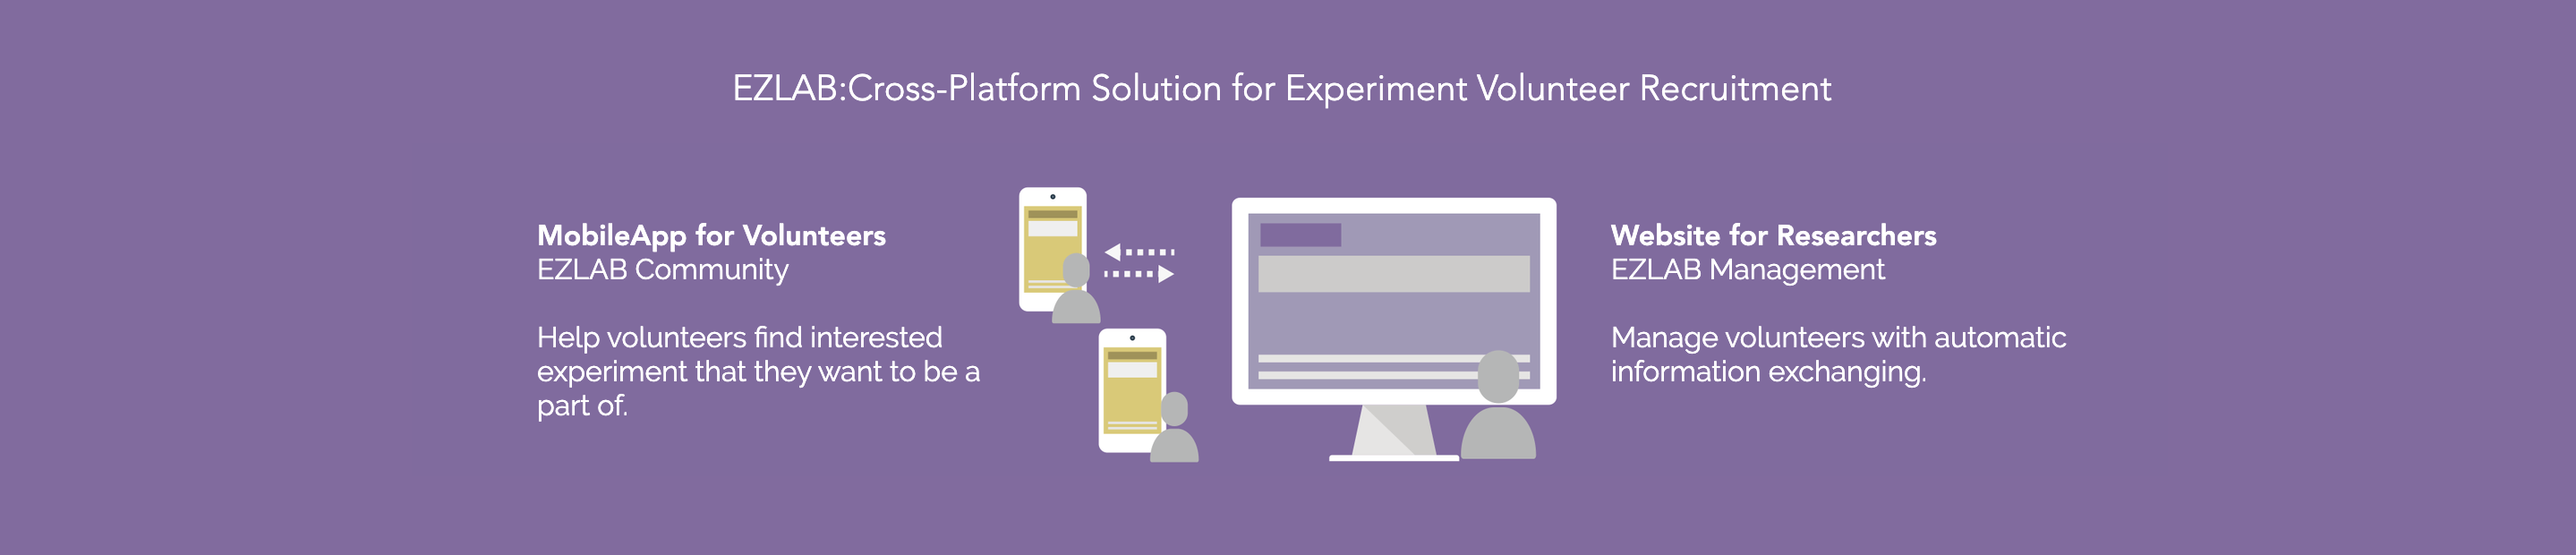 EZLAB:Cross-Platform Solution for Experiment Volunteer Recruitment
MobileApp for Volunteers
EZLAB Community
Help volunteers find interested
experiment that they want to be a
part of.
Website for Researchers
EZLAB Management
Manage volunteers with automatic
information exchanging.